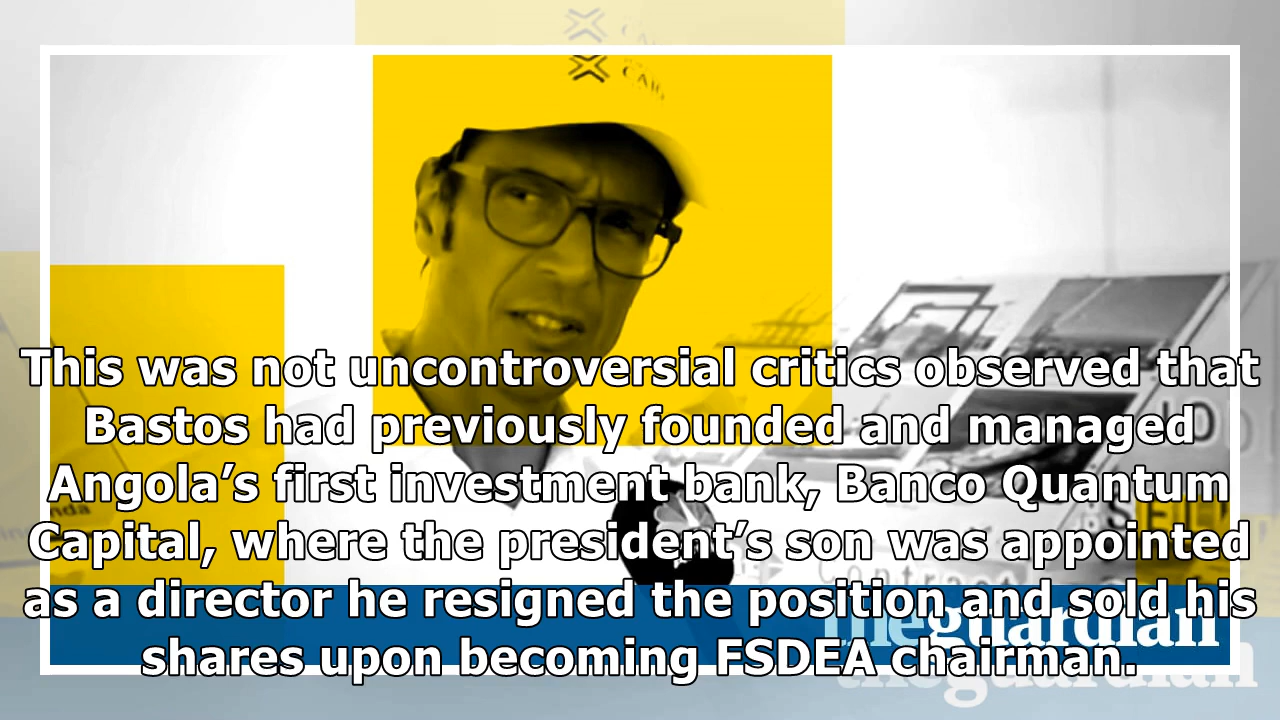 CAIO
This was not uncontroversial critics observed that
Bastos had previously founded and managed
Angola’s first investment bank, Banco Quantum
Capital, where the president’s son was appointed
as a director he resigned the position and sold his
shares upon becoming FSDEA chairman.
theguardian
theguardian